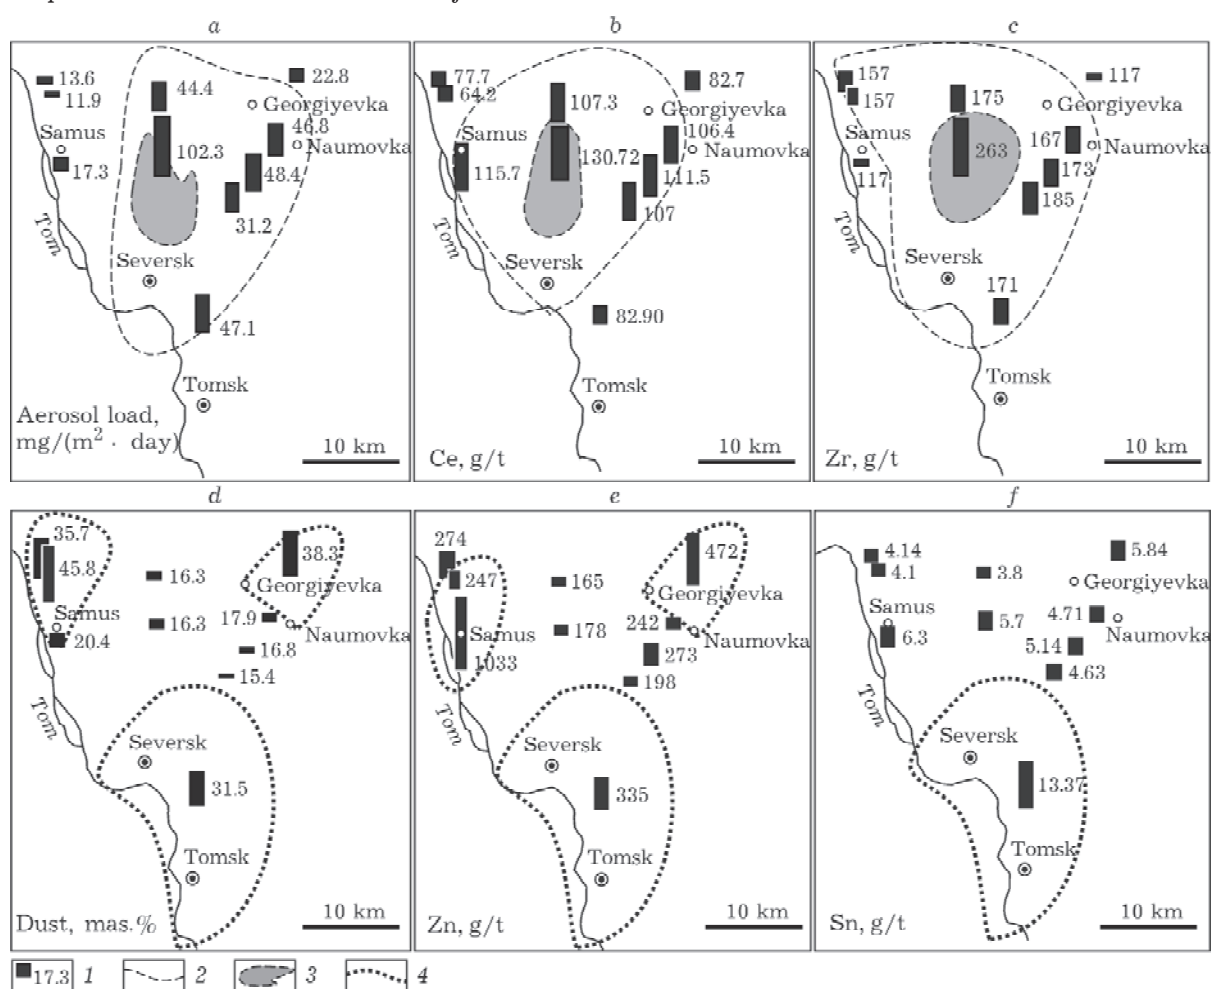 a
13.6
11.9
44.4
22.8
Georgiyevka
46.8
Samus
102.3
Naumovka
17.3
48.4
31.2
Tom
Seversk
47.1
Tomsk
Aerosol load,
mg/(m² · day)
10 km
b
77.7
64.2
107.3
82.7
Georgiyevka
106.4
Samus
130.72
Naumovka
115.7
111.5
107
Tom
Seversk
82.90
Tomsk
Ce, g/t
10 km
c
157
157
175
117
Georgiyevka
167
Samus
263
Naumovka
117
173
185
Tom
Seversk
171
Tomsk
Zr, g/t
10 km
d
35.7
45.8
16.3
38.3
Georgiyevka
Samus
16.3
17.9
20.4
Naumovka
16.8
15.4
Tom
Seversk
31.5
Tomsk
Dust, mas.%
10 km
e
274
247
165
472
Georgiyevka
178
242
Samus
Naumovka
1033
273
198
Tom
Seversk
335
Tomsk
Zn, g/t
10 km
f
4.14
4.1
3.8
5.84
Georgiyevka
Samus
5.7
4.71
6.3
Naumovka
5.14
4.63
Tom
Seversk
13.37
Tomsk
Sn, g/t
10 km
17.3 1 2 3 4